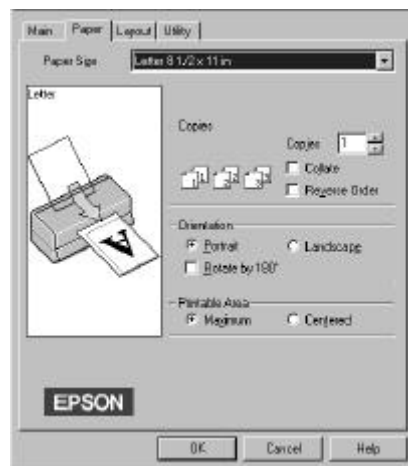 Main Paper Layout Utility
Paper Size Letter 8 1/2 x 11 in
Letter
Copies
Copies 1
Collate
Reverse Order
Orientation
Portrait Landscape
Rotate by 180°
Printable Area
Maximum Centered
EPSON
OK Cancel Help